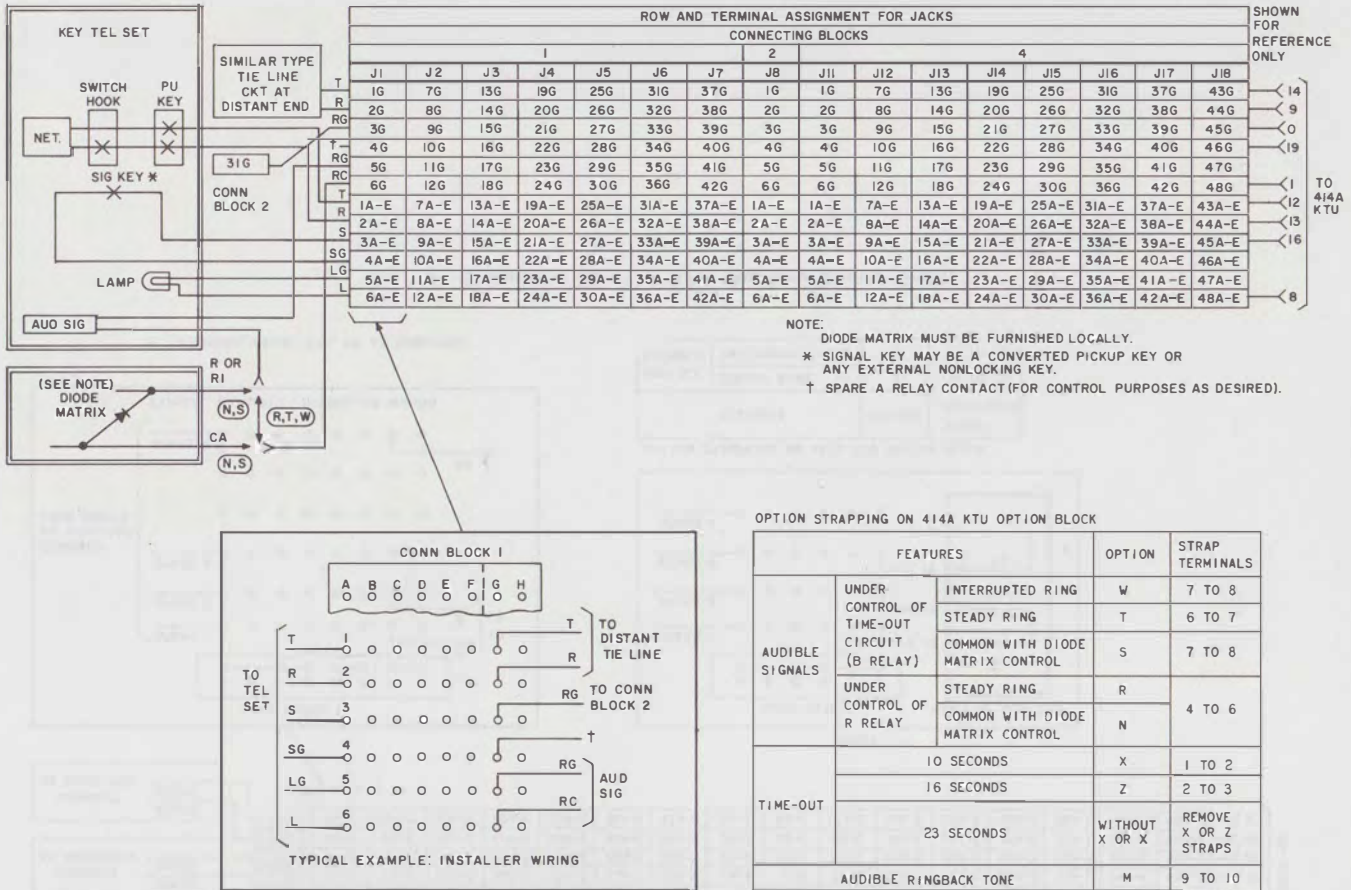 KEY TEL SET
SWITCH HOOK
PU KEY
NET.
SIG KEY *
LAMP
AUO SIG
SIMILAR TYPE TIE LINE CKT AT DISTANT END
31G
CONN BLOCK 2
T
R
RG
†
RG
RC
T
R
S
SG
LG
L
ROW AND TERMINAL ASSIGNMENT FOR JACKS
CONNECTING BLOCKS
1 2 4
J1 J2 J3 J4 J5 J6 J7 J8 J11 J12 J13 J14 J15 J16 J17 J18
1G 7G 13G 19G 25G 31G 37G 1G 1G 7G 13G 19G 25G 31G 37G 43G
2G 8G 14G 20G 26G 32G 38G 2G 2G 8G 14G 20G 26G 32G 38G 44G
3G 9G 15G 21G 27G 33G 39G 3G 3G 9G 15G 21G 27G 33G 39G 45G
4G 10G 16G 22G 28G 34G 40G 4G 4G 10G 16G 22G 28G 34G 40G 46G
5G 11G 17G 23G 29G 35G 41G 5G 5G 11G 17G 23G 29G 35G 41G 47G
6G 12G 18G 24G 30G 36G 42G 6G 6G 12G 18G 24G 30G 36G 42G 48G
1A-E 7A-E 13A-E 19A-E 25A-E 31A-E 37A-E 1A-E 1A-E 7A-E 13A-E 19A-E 25A-E 31A-E 37A-E 43A-E
2A-E 8A-E 14A-E 20A-E 26A-E 32A-E 38A-E 2A-E 2A-E 8A-E 14A-E 20A-E 26A-E 32A-E 38A-E 44A-E
3A-E 9A-E 15A-E 21A-E 27A-E 33A-E 39A-E 3A-E 3A-E 9A-E 15A-E 21A-E 27A-E 33A-E 39A-E 45A-E
4A-E 10A-E 16A-E 22A-E 28A-E 34A-E 40A-E 4A-E 4A-E 10A-E 16A-E 22A-E 28A-E 34A-E 40A-E 46A-E
5A-E 11A-E 17A-E 23A-E 29A-E 35A-E 41A-E 5A-E 5A-E 11A-E 17A-E 23A-E 29A-E 35A-E 41A-E 47A-E
6A-E 12A-E 18A-E 24A-E 30A-E 36A-E 42A-E 6A-E 6A-E 12A-E 18A-E 24A-E 30A-E 36A-E 42A-E 48A-E
SHOWN
FOR
REFERENCE
ONLY
14
9
0
19
1
12
13
16
8
TO
414A
KTU
NOTE:
DIODE MATRIX MUST BE FURNISHED LOCALLY.
* SIGNAL KEY MAY BE A CONVERTED PICKUP KEY OR
ANY EXTERNAL NONLOCKING KEY.
† SPARE A RELAY CONTACT(FOR CONTROL PURPOSES AS DESIRED).
(SEE NOTE)
DIODE
MATRIX
R OR
R1
N,S
R,T,W
CA
N,S
CONN BLOCK 1
A B C D E F G H
TO
TEL
SET
T 1
R 2
S 3
SG 4
LG 5
L 6
T
R
TO
DISTANT
TIE LINE
RG TO CONN
BLOCK 2
†
RG
RC
AUD
SIG
TYPICAL EXAMPLE: INSTALLER WIRING
OPTION STRAPPING ON 414A KTU OPTION BLOCK
FEATURES OPTION STRAP TERMINALS
AUDIBLE SIGNALS
UNDER CONTROL OF TIME-OUT CIRCUIT (B RELAY)
INTERRUPTED RING W 7 TO 8
STEADY RING T 6 TO 7
COMMON WITH DIODE MATRIX CONTROL S 7 TO 8
UNDER CONTROL OF R RELAY
STEADY RING R 4 TO 6
COMMON WITH DIODE MATRIX CONTROL N
TIME-OUT
10 SECONDS X 1 TO 2
16 SECONDS Z 2 TO 3
23 SECONDS WITHOUT X OR X REMOVE X OR Z STRAPS
AUDIBLE RINGBACK TONE M 9 TO 10